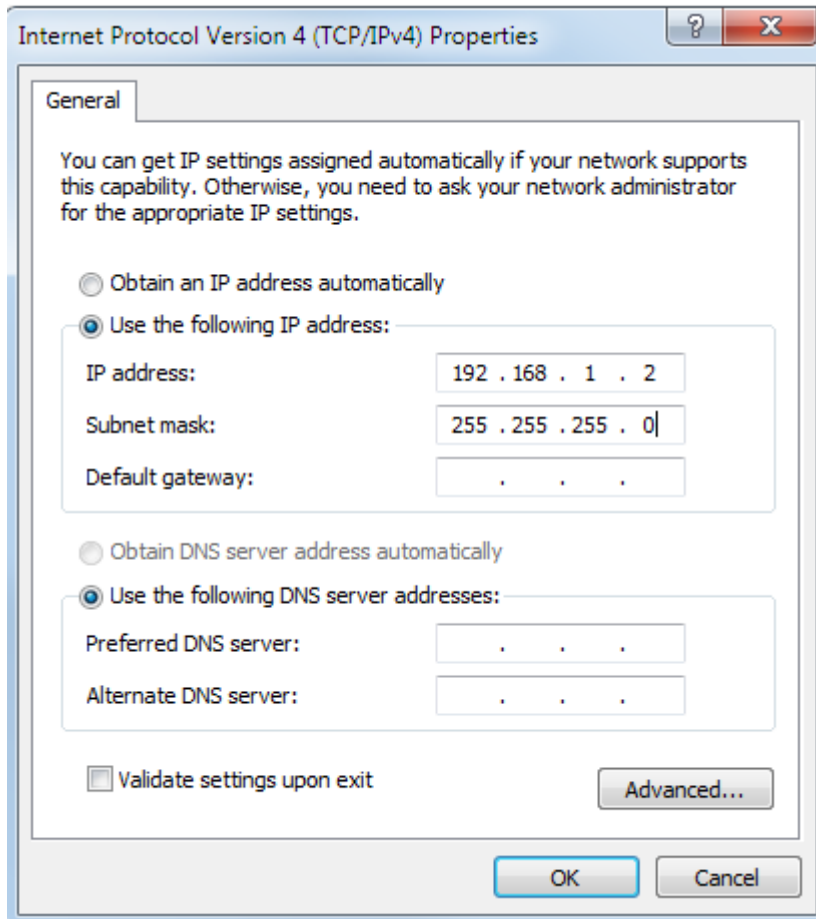 Internet Protocol Version 4 (TCP/IPv4) Properties
?
X
General
You can get IP settings assigned automatically if your network supports
this capability. Otherwise, you need to ask your network administrator
for the appropriate IP settings.
Obtain an IP address automatically
Use the following IP address:
IP address: 192 . 168 . 1 . 2
Subnet mask: 255 . 255 . 255 . 0
Default gateway: . . .
Obtain DNS server address automatically
Use the following DNS server addresses:
Preferred DNS server: . . .
Alternate DNS server: . . .
Validate settings upon exit
Advanced...
OK Cancel